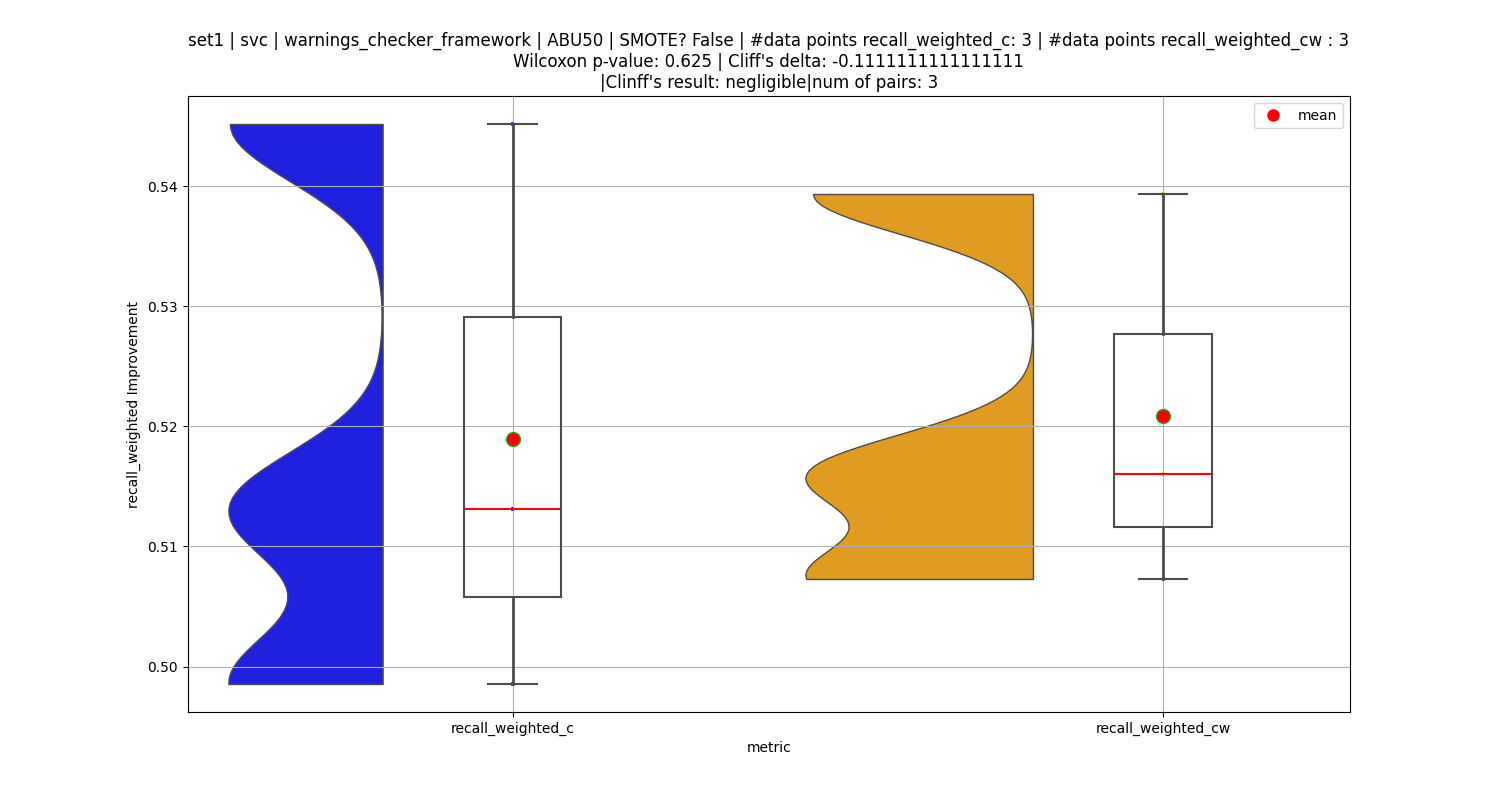 set1 | svc | warnings_checker_framework | ABU50 | SMOTE? False | #data points recall_weighted_c: 3 | #data points recall_weighted_cw : 3
Wilcoxon p-value: 0.625 | Cliff's delta: -0.1111111111111111
|Clinff's result: negligible|num of pairs: 3
mean
0.54
0.53
0.52
0.51
0.50
recall_weighted Improvement
recall_weighted_c
recall_weighted_cw
metric